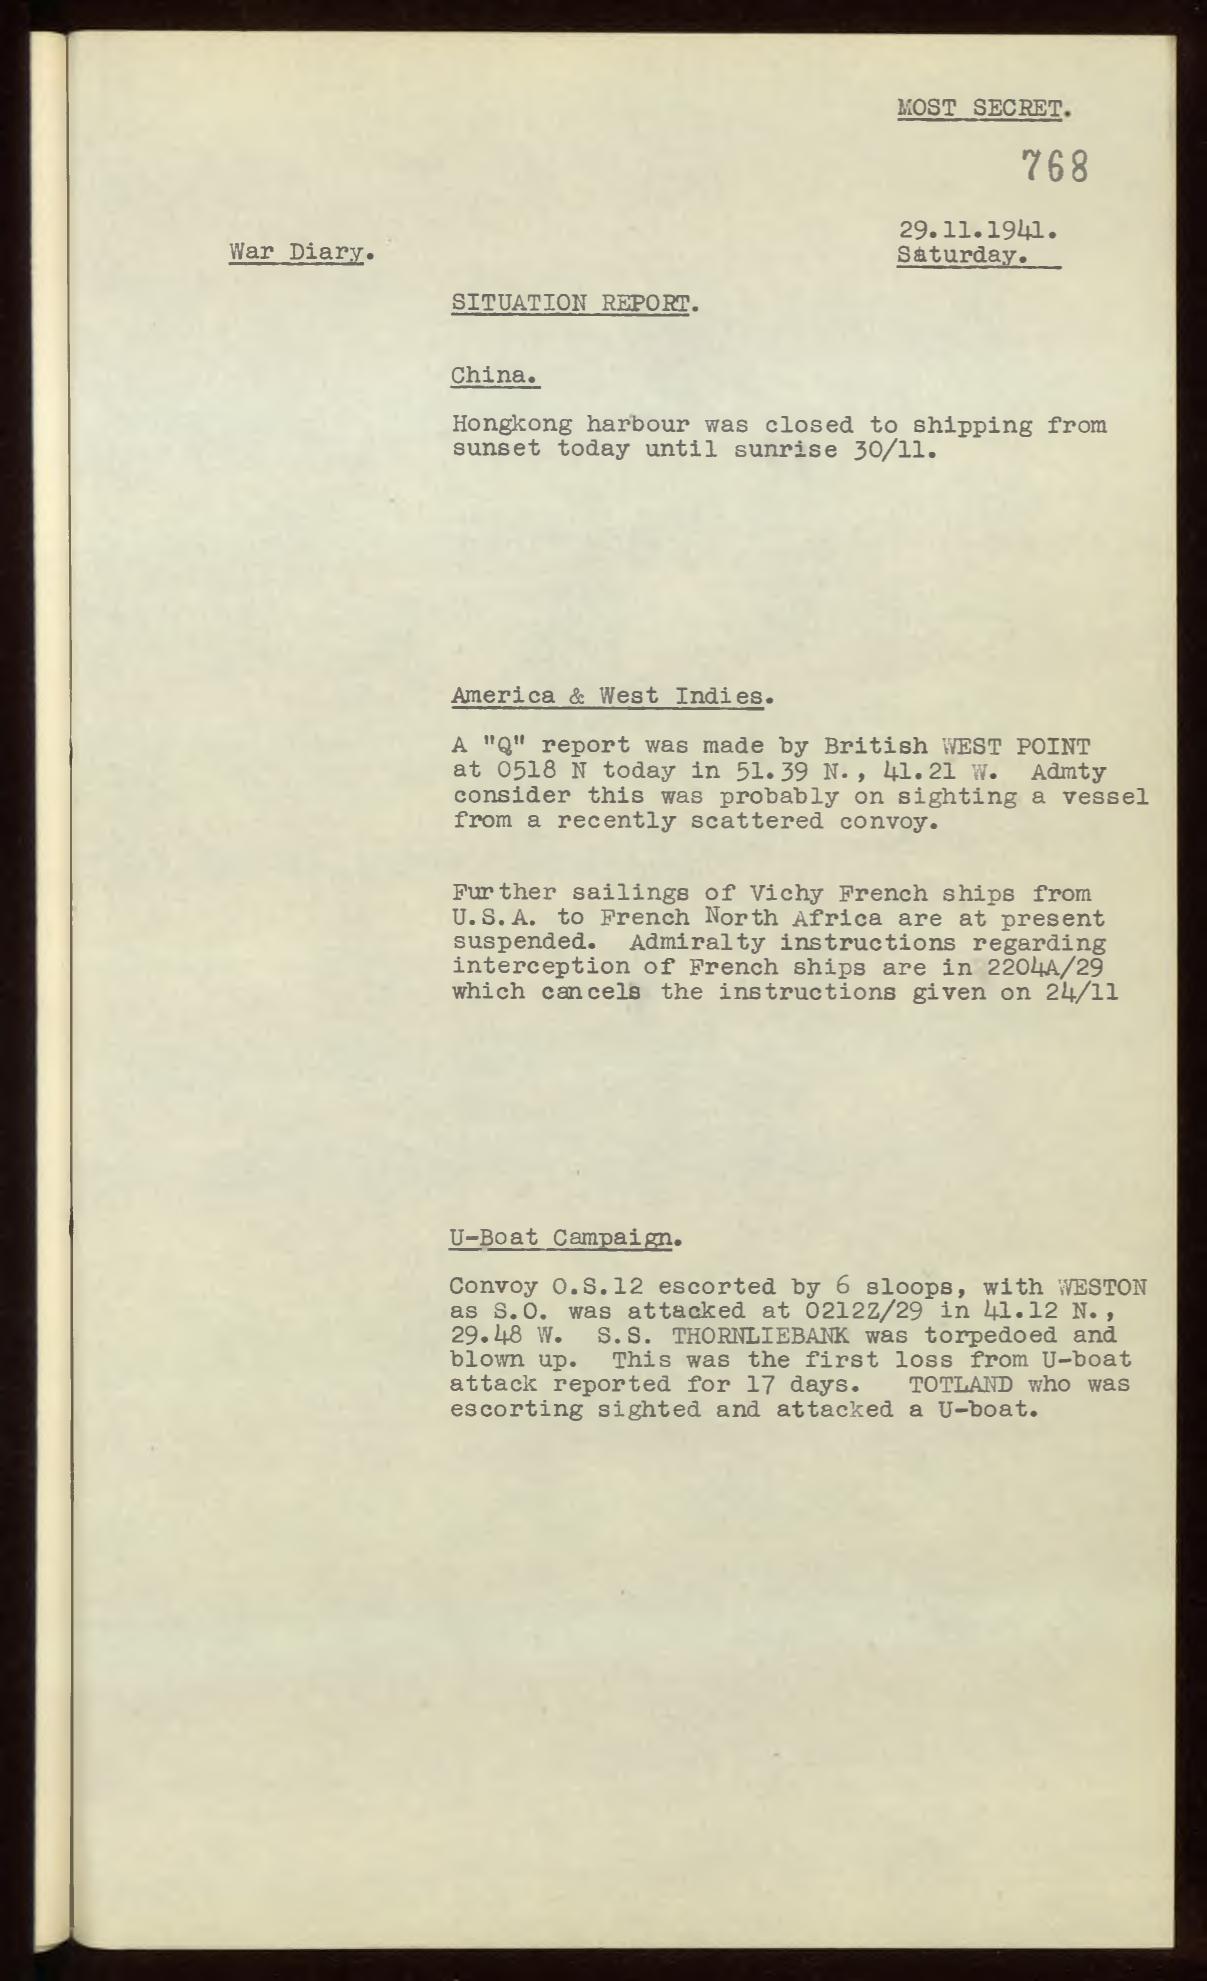 MOST SECRET.
768
29.11.1941.
War Diary.
Saturday.
SITUATION REPORT.
China.
Hongkong harbour was closed to shipping from
sunset today until sunrise 30/11.
America & West Indies.
A "Q" report was made by British WEST POINT
at 0518 N today in 51.39 N., 41.21 W. Admty
consider this was probably on sighting a vessel
from a recently scattered convoy.
Further sailings of Vichy French ships from
U.S.A. to French North Africa are at present
suspended. Admiralty instructions regarding
interception of French ships are in 2204A/29
which cancels the instructions given on 24/11
U-Boat Campaign.
Convoy O.S.12 escorted by 6 sloops, with WESTON
as S.O. was attacked at 0212Z/29 in 41.12 N.,
29.48 W. S.S. THORNLIEBANK was torpedoed and
blown up. This was the first loss from U-boat
attack reported for 17 days. TOTLAND who was
escorting sighted and attacked a U-boat.